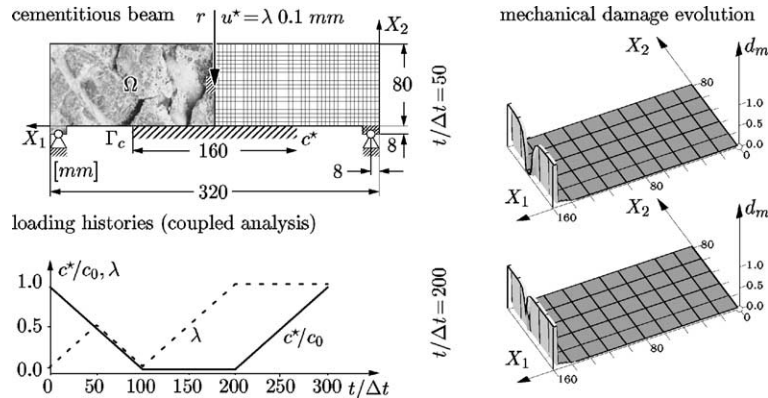 cementitious beam
r u* = λ 0.1 mm
X₂
Ω
80
X₁ Γc c*
160
8
8
[mm]
320
loading histories (coupled analysis)
c*/c₀, λ
1.0
0.5
0.0
λ
c*/c₀
0 50 100 150 200 250 300 t/Δt
mechanical damage evolution
t/Δt=50
X₂
dm
80
1.0
0.5
0.0
0
80
X₁
160
t/Δt=200
X₂
dm
80
1.0
0.5
0.0
0
80
X₁
160